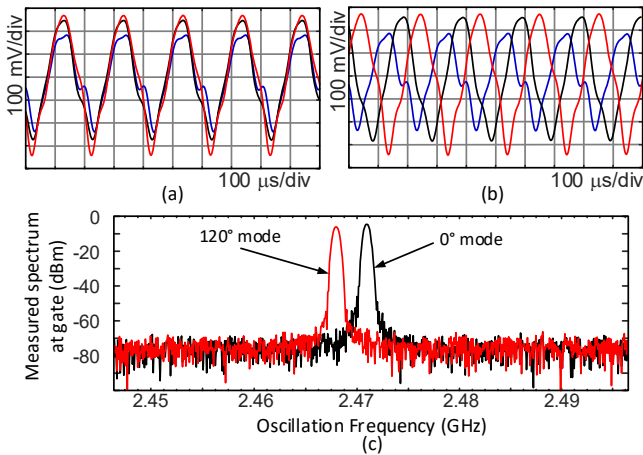 100 mV/div
100 μs/div
(a)
100 mV/div
100 μs/div
(b)
Measured spectrum
at gate (dBm)
0
-20
-40
-60
-80
120° mode
0° mode
2.45
2.46
2.47
2.48
2.49
Oscillation Frequency (GHz)
(c)